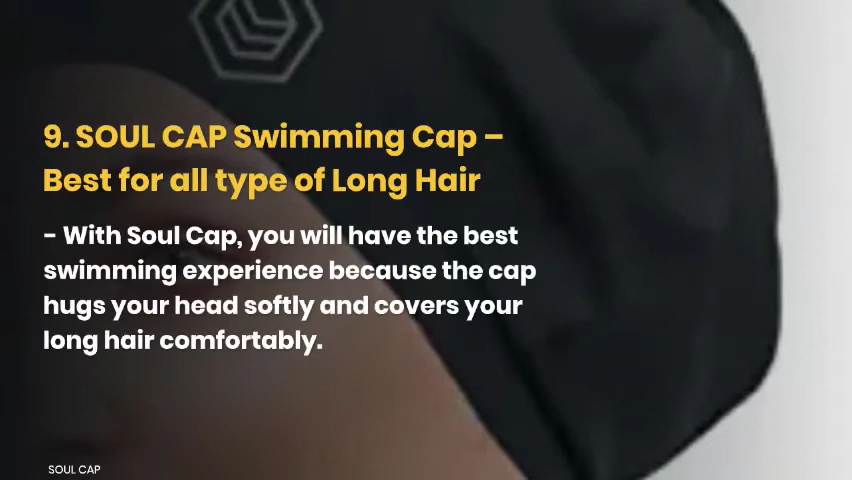 9. SOUL CAP Swimming Cap –
Best for all type of Long Hair
- With Soul Cap, you will have the best
swimming experience because the cap
hugs your head softly and covers your
long hair comfortably.
SOUL CAP